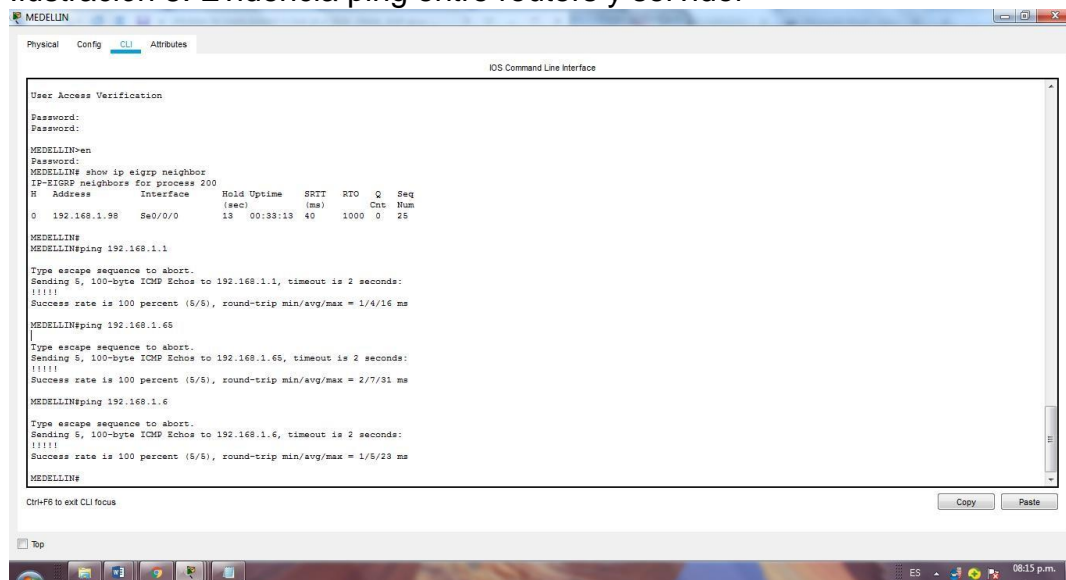 Ilustración 3. Evidencia ping entre routers y servidor
MEDELLIN
Physical Config CLI Attributes
IOS Command Line Interface
User Access Verification
Password:
Password:
MEDELLIN>en
Password:
MEDELLIN# show ip eigrp neighbor
IP-EIGRP neighbors for process 200
H Address Interface Hold Uptime SRTT RTO Q Seq
(sec) (ms) Cnt Num
0 192.168.1.98 Se0/0/0 13 00:33:13 40 1000 0 25
MEDELLIN#
MEDELLIN#ping 192.168.1.1
Type escape sequence to abort.
Sending 5, 100-byte ICMP Echos to 192.168.1.1, timeout is 2 seconds:
!!!!!
Success rate is 100 percent (5/5), round-trip min/avg/max = 1/4/16 ms
MEDELLIN#ping 192.168.1.65
Type escape sequence to abort.
Sending 5, 100-byte ICMP Echos to 192.168.1.65, timeout is 2 seconds:
!!!!!
Success rate is 100 percent (5/5), round-trip min/avg/max = 2/7/31 ms
MEDELLIN#ping 192.168.1.6
Type escape sequence to abort.
Sending 5, 100-byte ICMP Echos to 192.168.1.6, timeout is 2 seconds:
!!!!!
Success rate is 100 percent (5/5), round-trip min/avg/max = 1/5/23 ms
MEDELLIN#
Ctrl+F6 to exit CLI focus
Copy Paste
Top
ES 08:15 p.m.